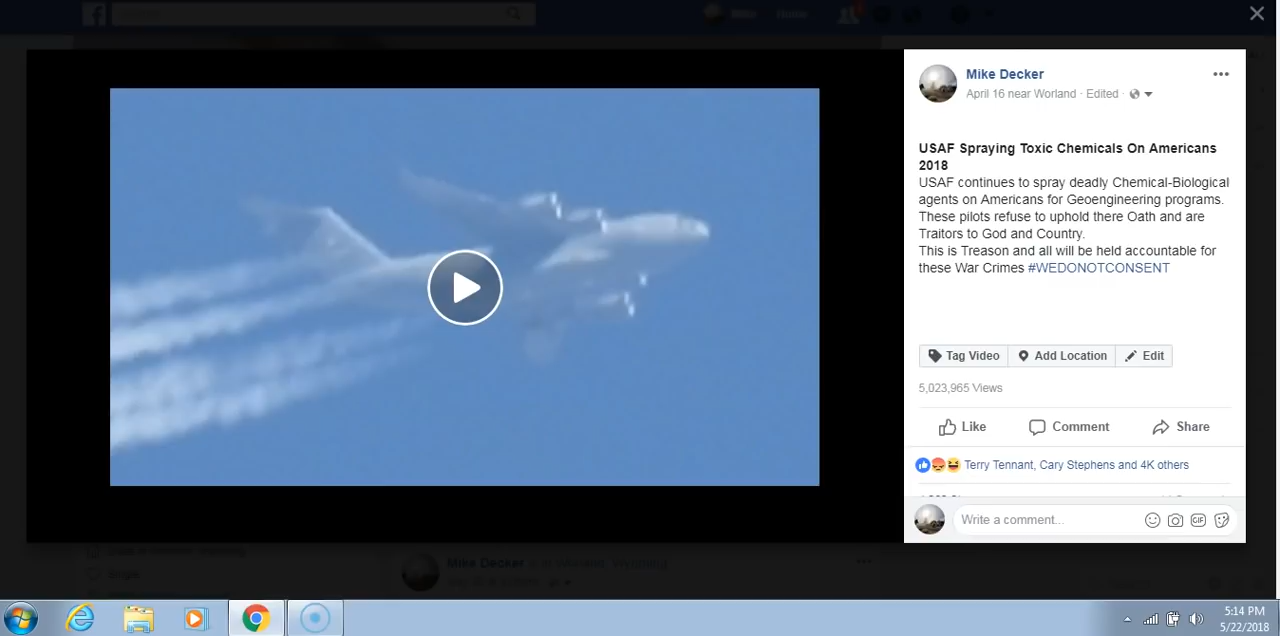 Mike Decker
April 16 near Worland · Edited ·
USAF Spraying Toxic Chemicals On Americans
2018
USAF continues to spray deadly Chemical-Biological
agents on Americans for Geoengineering programs.
These pilots refuse to uphold there Oath and are
Traitors to God and Country.
This is Treason and all will be held accountable for
these War Crimes #WEDONOTCONSENT
Tag Video Add Location Edit
5,023,965 Views
Like Comment Share
Terry Tennant, Cary Stephens and 4K others
Write a comment... GIF
Mike Decker
5:14 PM
5/22/2018